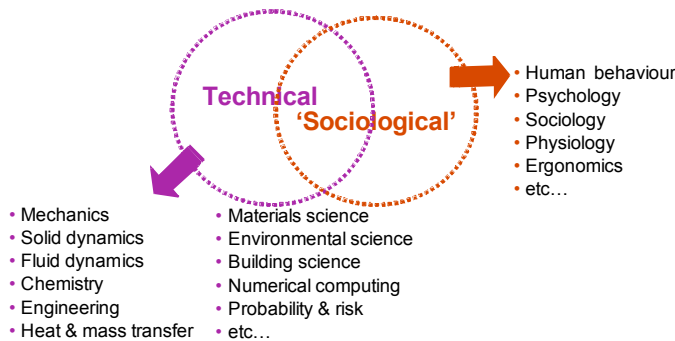 Technical
'Sociological'
• Human behaviour
• Psychology
• Sociology
• Physiology
• Ergonomics
• etc...
• Mechanics
• Solid dynamics
• Fluid dynamics
• Chemistry
• Engineering
• Heat & mass transfer
• Materials science
• Environmental science
• Building science
• Numerical computing
• Probability & risk
• etc...